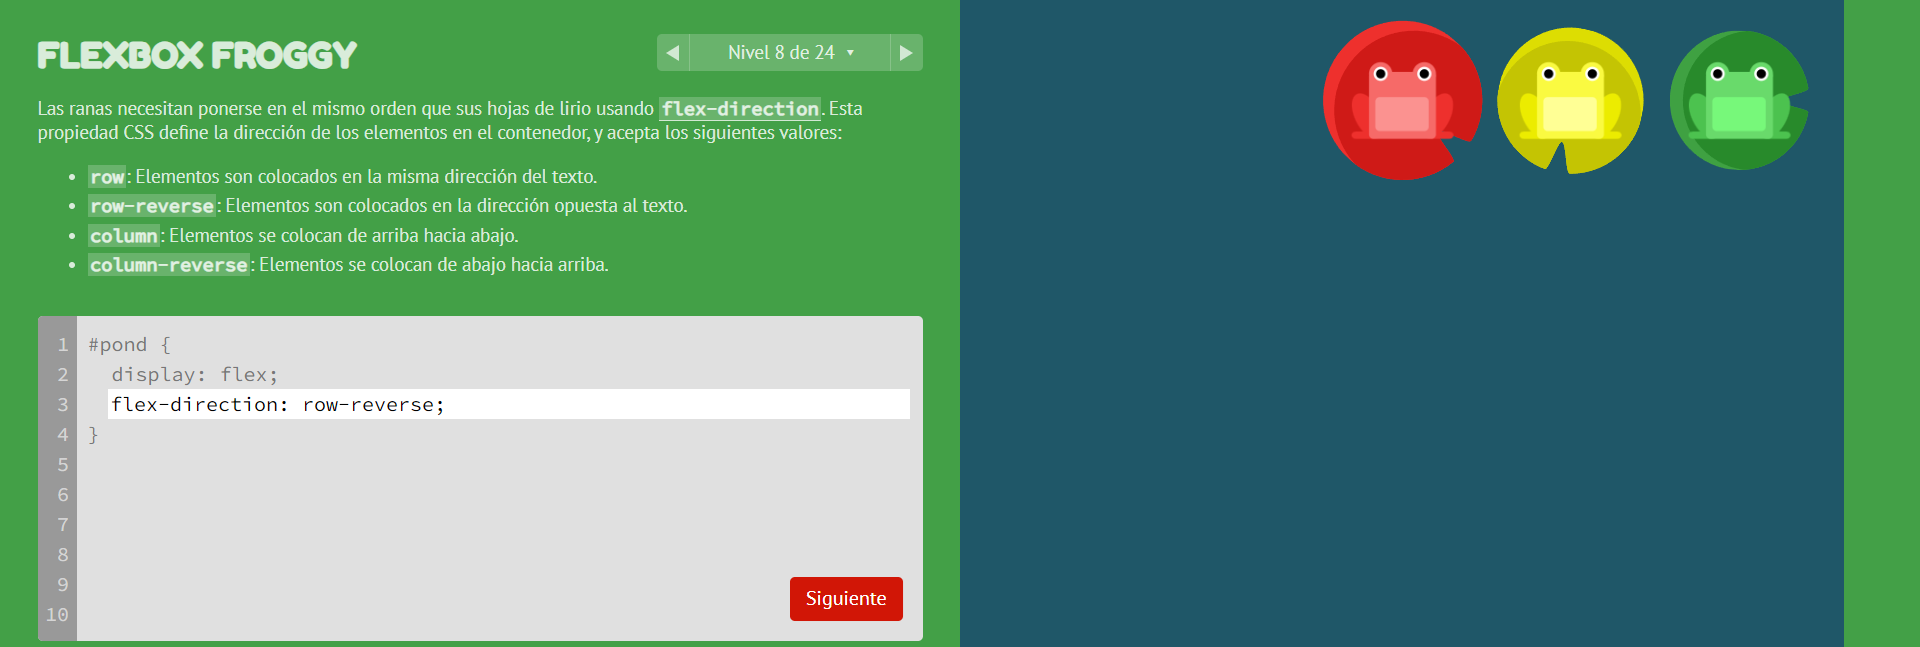 FLEXBOX FROGGY
◀ Nivel 8 de 24 ▾ ▶
Las ranas necesitan ponerse en el mismo orden que sus hojas de lirio usando flex-direction. Esta
propiedad CSS define la dirección de los elementos en el contenedor, y acepta los siguientes valores:
• row: Elementos son colocados en la misma dirección del texto.
• row-reverse: Elementos son colocados en la dirección opuesta al texto.
• column: Elementos se colocan de arriba hacia abajo.
• column-reverse: Elementos se colocan de abajo hacia arriba.
1 #pond {
2 display: flex;
3 flex-direction: row-reverse;
4 }
5
6
7
8
9
10
Siguiente